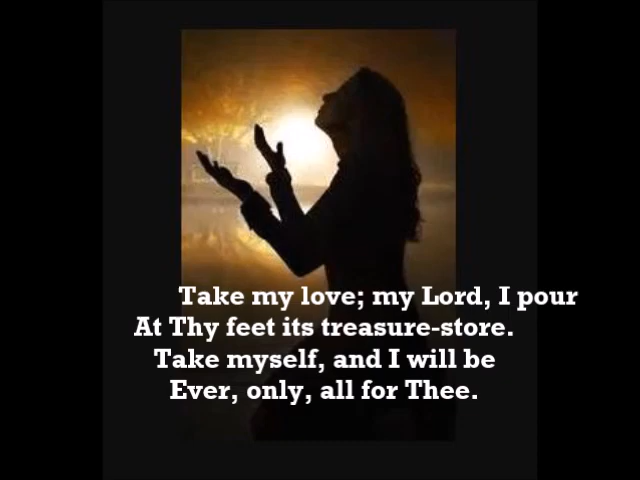 Take my love; my Lord, I pour
At Thy feet its treasure-store.
Take myself, and I will be
Ever, only, all for Thee.